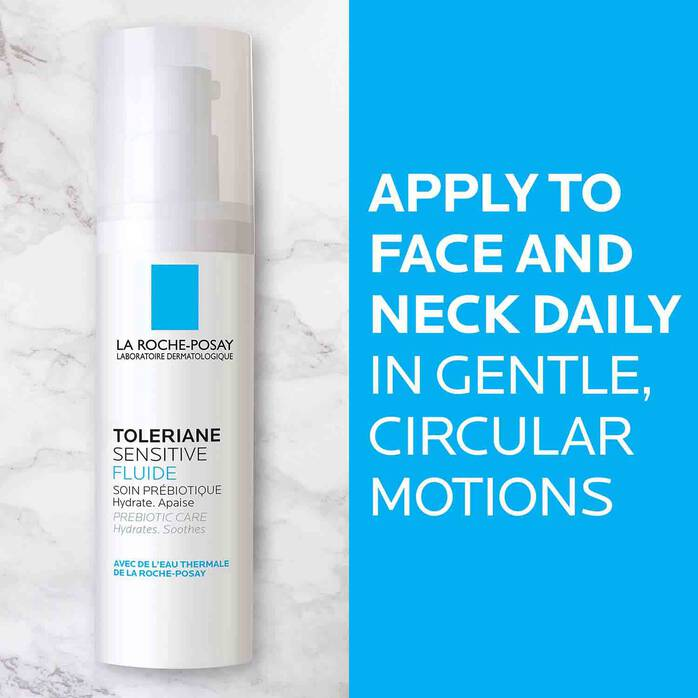 LA ROCHE-POSAY
LABORATOIRE DERMATOLOGIQUE
TOLERIANE
SENSITIVE
FLUIDE
SOIN PRÉBIOTIQUE
Hydrate. Apaise
PREBIOTIC CARE
Hydrates. Soothes
AVEC DE L'EAU THERMALE
DE LA ROCHE-POSAY
APPLY TO
FACE AND
NECK DAILY
IN GENTLE,
CIRCULAR
MOTIONS